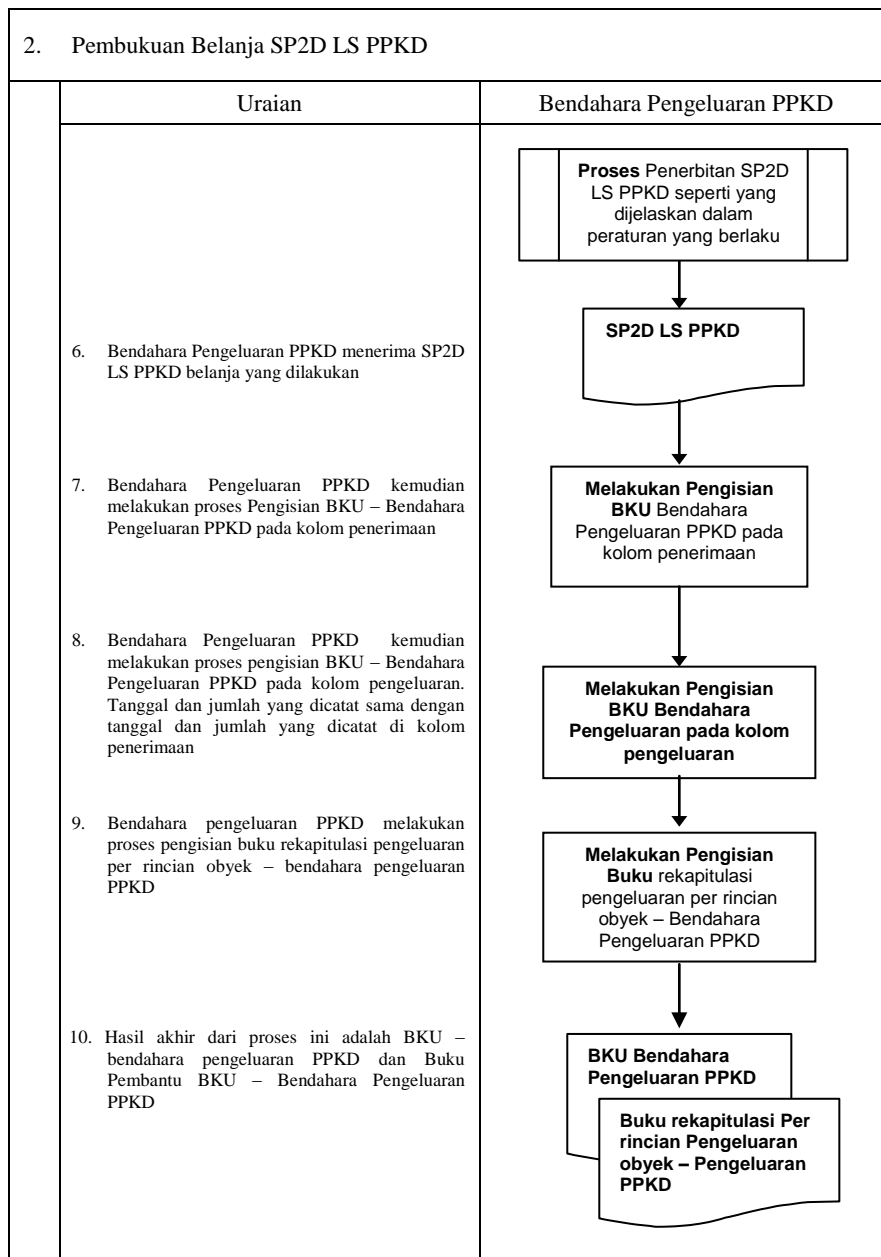 2. Pembukuan Belanja SP2D LS PPKD
Uraian
Bendahara Pengeluaran PPKD
Proses Penerbitan SP2D
LS PPKD seperti yang
dijelaskan dalam
peraturan yang berlaku
SP2D LS PPKD
6. Bendahara Pengeluaran PPKD menerima SP2D
LS PPKD belanja yang dilakukan
7. Bendahara Pengeluaran PPKD kemudian
melakukan proses Pengisian BKU – Bendahara
Pengeluaran PPKD pada kolom penerimaan
Melakukan Pengisian
BKU Bendahara
Pengeluaran PPKD pada
kolom penerimaan
8. Bendahara Pengeluaran PPKD kemudian
melakukan proses pengisian BKU – Bendahara
Pengeluaran PPKD pada kolom pengeluaran.
Tanggal dan jumlah yang dicatat sama dengan
tanggal dan jumlah yang dicatat di kolom
penerimaan
Melakukan Pengisian
BKU Bendahara
Pengeluaran pada kolom
pengeluaran
9. Bendahara pengeluaran PPKD melakukan
proses pengisian buku rekapitulasi pengeluaran
per rincian obyek – bendahara pengeluaran
PPKD
Melakukan Pengisian
Buku rekapitulasi
pengeluaran per rincian
obyek – Bendahara
Pengeluaran PPKD
10. Hasil akhir dari proses ini adalah BKU –
bendahara pengeluaran PPKD dan Buku
Pembantu BKU – Bendahara Pengeluaran
PPKD
BKU Bendahara
Pengeluaran PPKD
Buku rekapitulasi Per
rincian Pengeluaran
obyek – Pengeluaran
PPKD